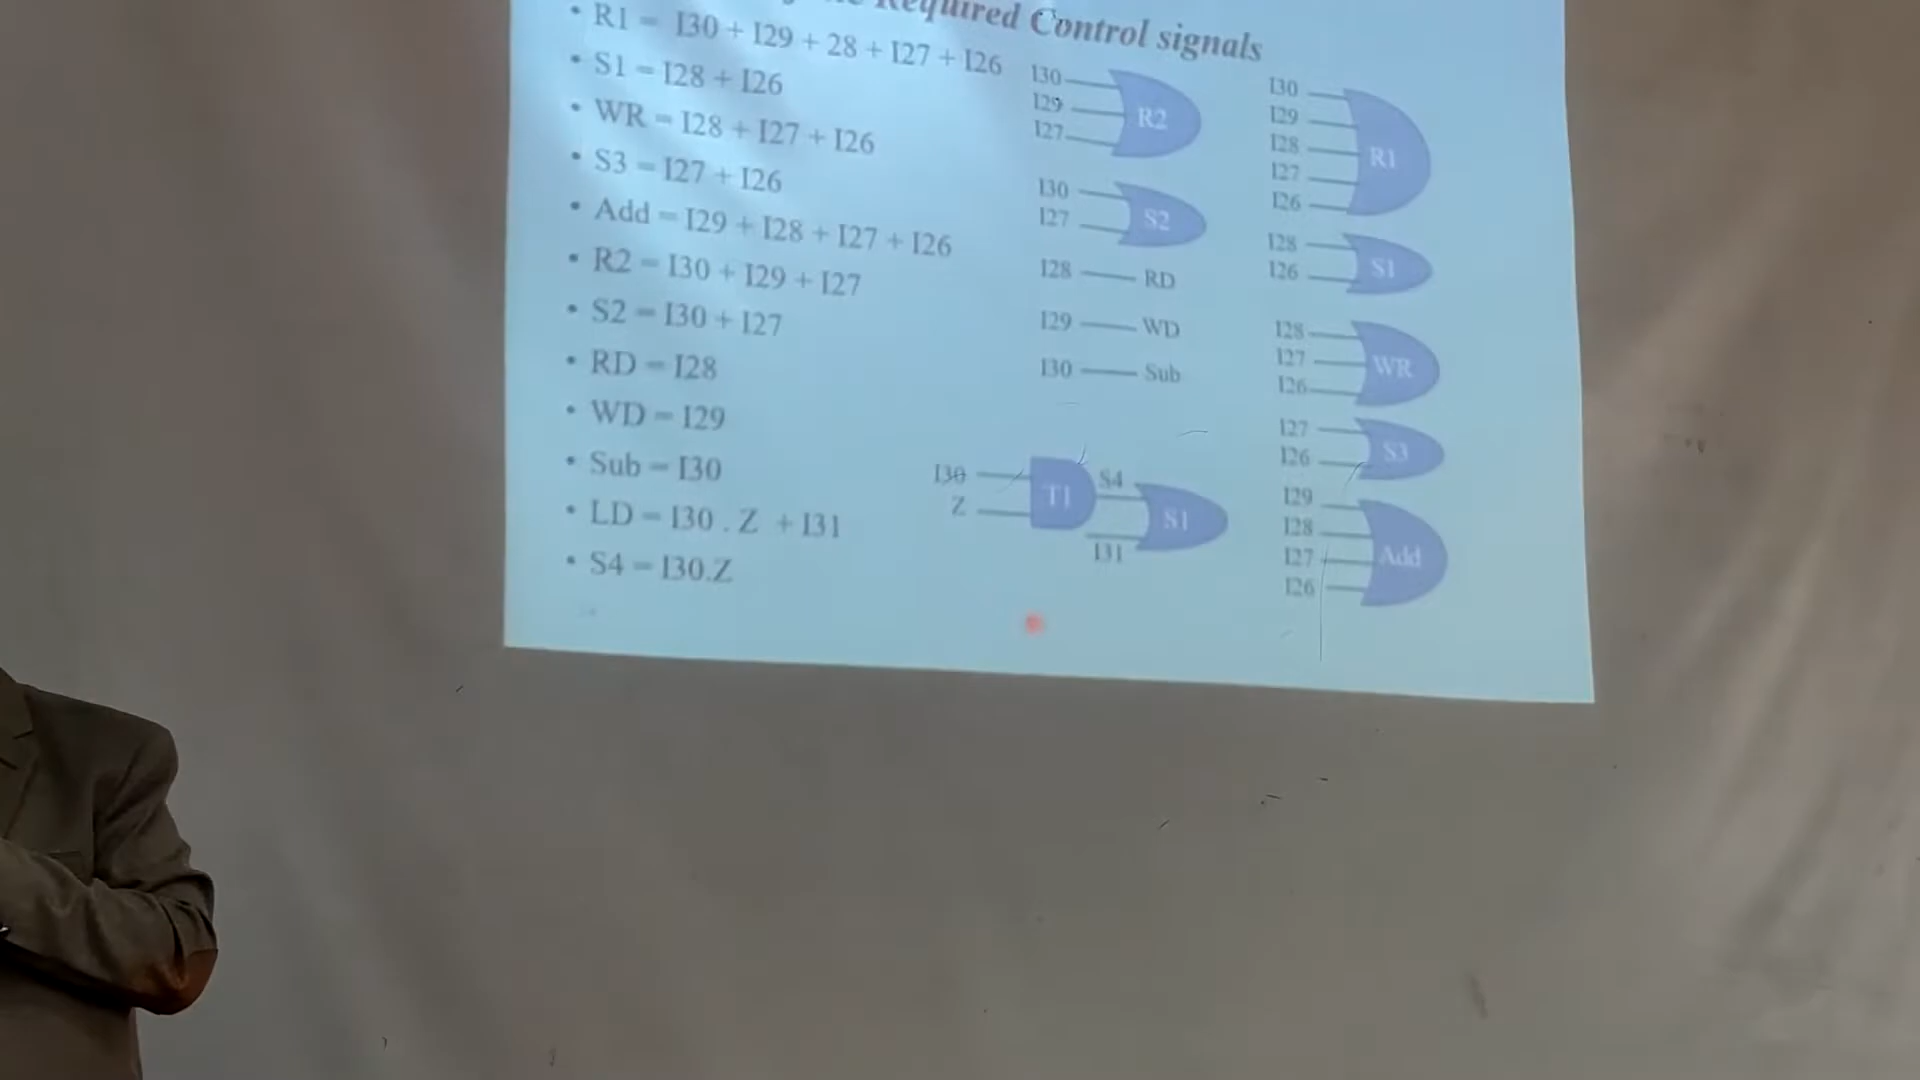 Required Control signals
• R1 = I30 + I29 + 28 + I27 + I26
• S1 = I28 + I26
• WR = I28 + I27 + I26
• S3 = I27 + I26
• Add = I29 + I28 + I27 + I26
• R2 = I30 + I29 + I27
• S2 = I30 + I27
• RD = I28
• WD = I29
• Sub = I30
• LD = I30 . Z + I31
• S4 = I30.Z
I30
I29
I27
R2
I30
I27
S2
I28 RD
I29 WD
I30 Sub
I30
Z
T1
S4
I31
S1
I30
I29
I28
I27
I26
R1
I28
I26
S1
I28
I27
I26
WR
I27
I26
S3
I29
I28
I27
I26
Add